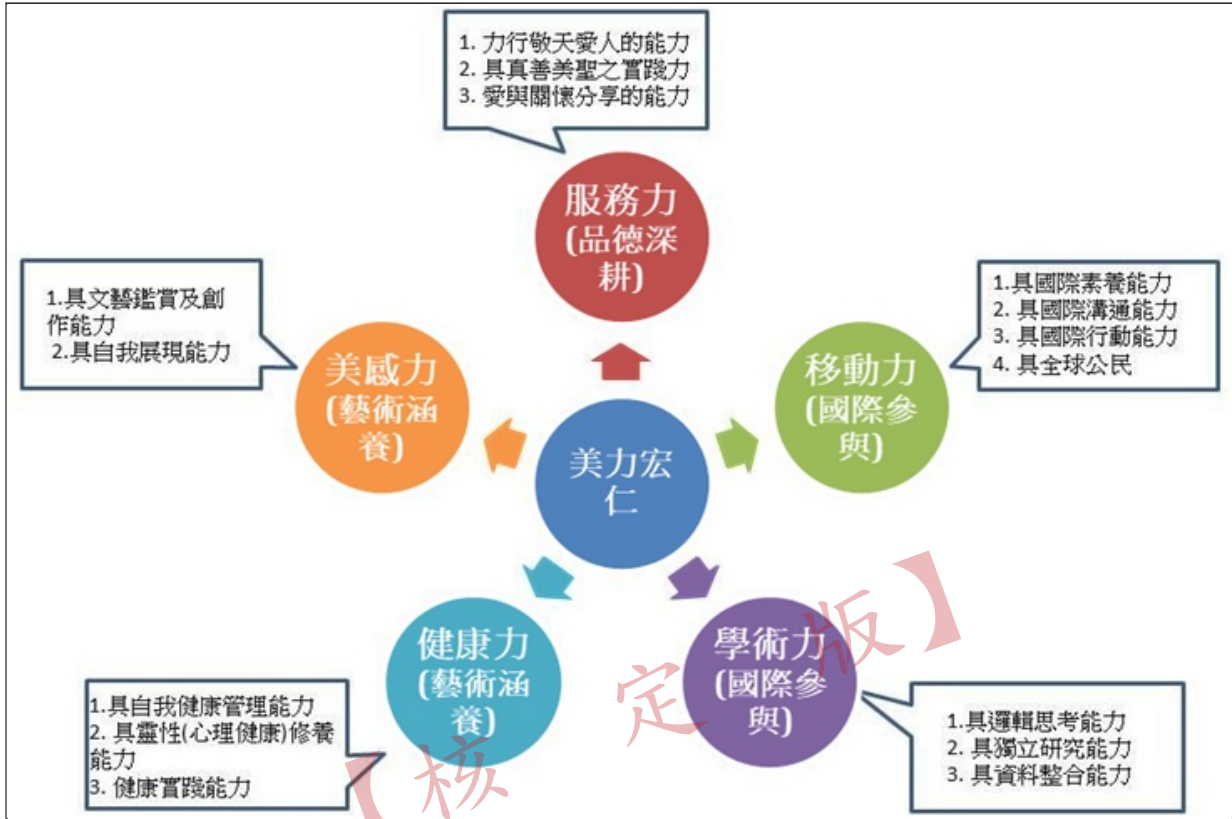 1. 力行敬天愛人的能力
2. 具真善美聖之實踐力
3. 愛與關懷分享的能力
服務力
(品德深
耕)
1.具文藝鑑賞及創
作能力
2.具自我展現能力
美感力
(藝術涵
養)
1.具國際素養能力
2. 具國際溝通能力
3. 具國際行動能力
4. 具全球公民
移動力
(國際參
與)
美力宏
仁
健康力
(藝術涵
養)
1.具自我健康管理能力
2. 具靈性(心理健康)修養
能力
3. 健康實踐能力
學術力
(國際參
與)
1.具邏輯思考能力
2. 具獨立研究能力
3. 具資料整合能力
【核定版】